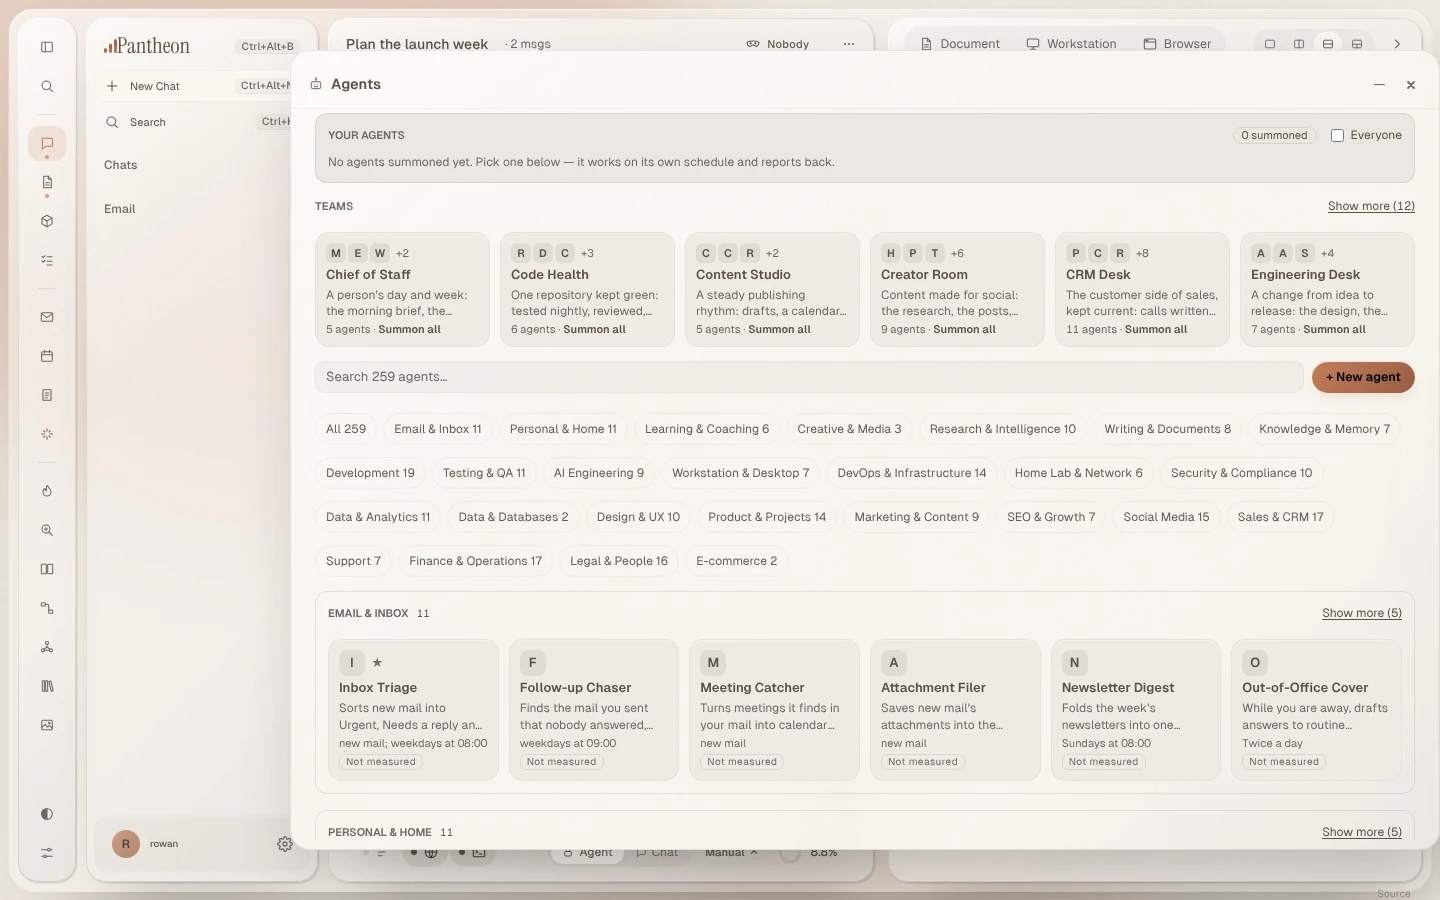 Pantheon
Ctrl+Alt+B
New Chat
Ctrl+Alt+N
Search
Chats
Email
rowan
R
Plan the launch week · 2 msgs
Nobody
Document Workstation Browser
Agents
YOUR AGENTS
0 summoned Everyone
No agents summoned yet. Pick one below — it works on its own schedule and reports back.
TEAMS
Show more (12)
M E W +2
Chief of Staff
A person's day and week:
the morning brief, the…
5 agents · Summon all
R D C +3
Code Health
One repository kept green:
tested nightly, reviewed,…
6 agents · Summon all
C C R +2
Content Studio
A steady publishing
rhythm: drafts, a calendar…
5 agents · Summon all
H P T +6
Creator Room
Content made for social:
the research, the posts,…
9 agents · Summon all
P C R +8
CRM Desk
The customer side of sales,
kept current: calls written…
11 agents · Summon all
A A S +4
Engineering Desk
A change from idea to
release: the design, the…
7 agents · Summon all
Search 259 agents…
+ New agent
All 259 Email & Inbox 11 Personal & Home 11 Learning & Coaching 6 Creative & Media 3 Research & Intelligence 10 Writing & Documents 8 Knowledge & Memory 7
Development 19 Testing & QA 11 AI Engineering 9 Workstation & Desktop 7 DevOps & Infrastructure 14 Home Lab & Network 6 Security & Compliance 10
Data & Analytics 11 Data & Databases 2 Design & UX 10 Product & Projects 14 Marketing & Content 9 SEO & Growth 7 Social Media 15 Sales & CRM 17
Support 7 Finance & Operations 17 Legal & People 16 E-commerce 2
EMAIL & INBOX 11
Show more (5)
I ★
Inbox Triage
Sorts new mail into
Urgent, Needs a reply an…
new mail; weekdays at 08:00
Not measured
F
Follow-up Chaser
Finds the mail you sent
that nobody answered,…
weekdays at 09:00
Not measured
M
Meeting Catcher
Turns meetings it finds in
your mail into calendar…
new mail
Not measured
A
Attachment Filer
Saves new mail's
attachments into the…
new mail
Not measured
N
Newsletter Digest
Folds the week's
newsletters into one…
Sundays at 08:00
Not measured
O
Out-of-Office Cover
While you are away, drafts
answers to routine…
Twice a day
Not measured
PERSONAL & HOME 11
Show more (5)
Agent Chat Manual 8.8%
Source